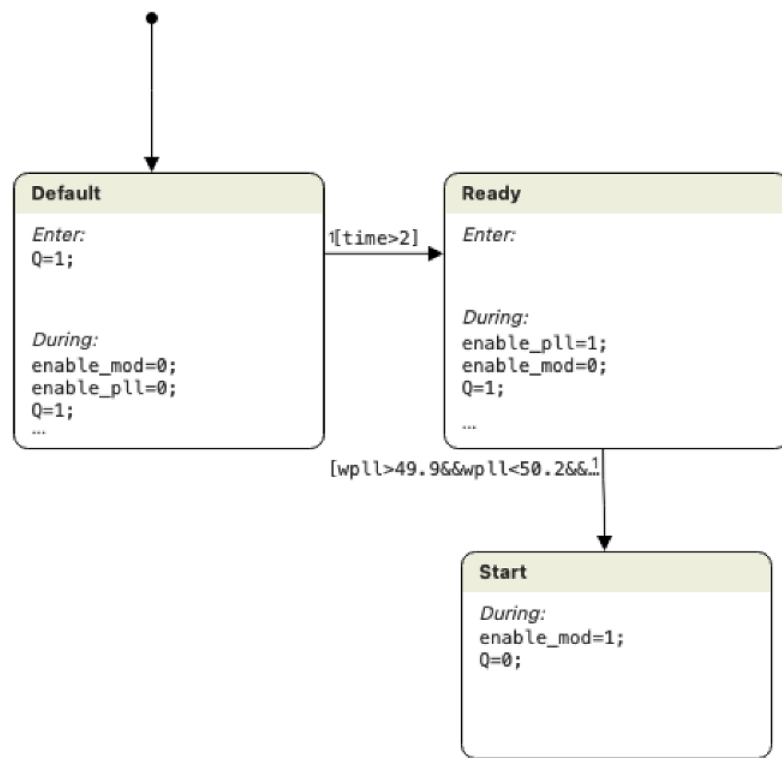 Default
Enter:
Q=1;
During:
enable_mod=0;
enable_pll=0;
Q=1;
…
1
[time>2]
Ready
Enter:
During:
enable_pll=1;
enable_mod=0;
Q=1;
…
[wpll>49.9&&wpll<50.2&&…
1
Start
During:
enable_mod=1;
Q=0;